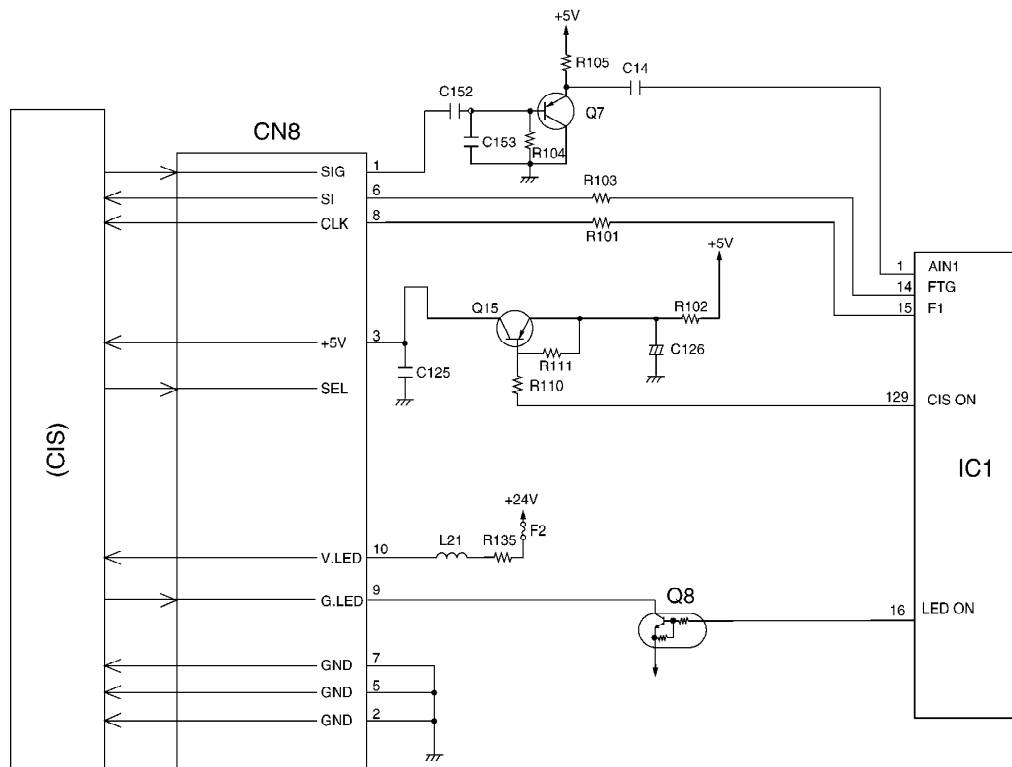 +5V
R105
C14
C152
Q7
C153
R104
CN8
SIG 1
SI 6
CLK 8
R103
R101
+5V
1 AIN1
14 FTG
15 F1
Q15
R102
+5V 3
R111
C126
C125
R110
SEL
129 CIS ON
(CIS)
IC1
+24V
F2
L21
R135
V.LED 10
G.LED 9
Q8
16 LED ON
GND 7
GND 5
GND 2